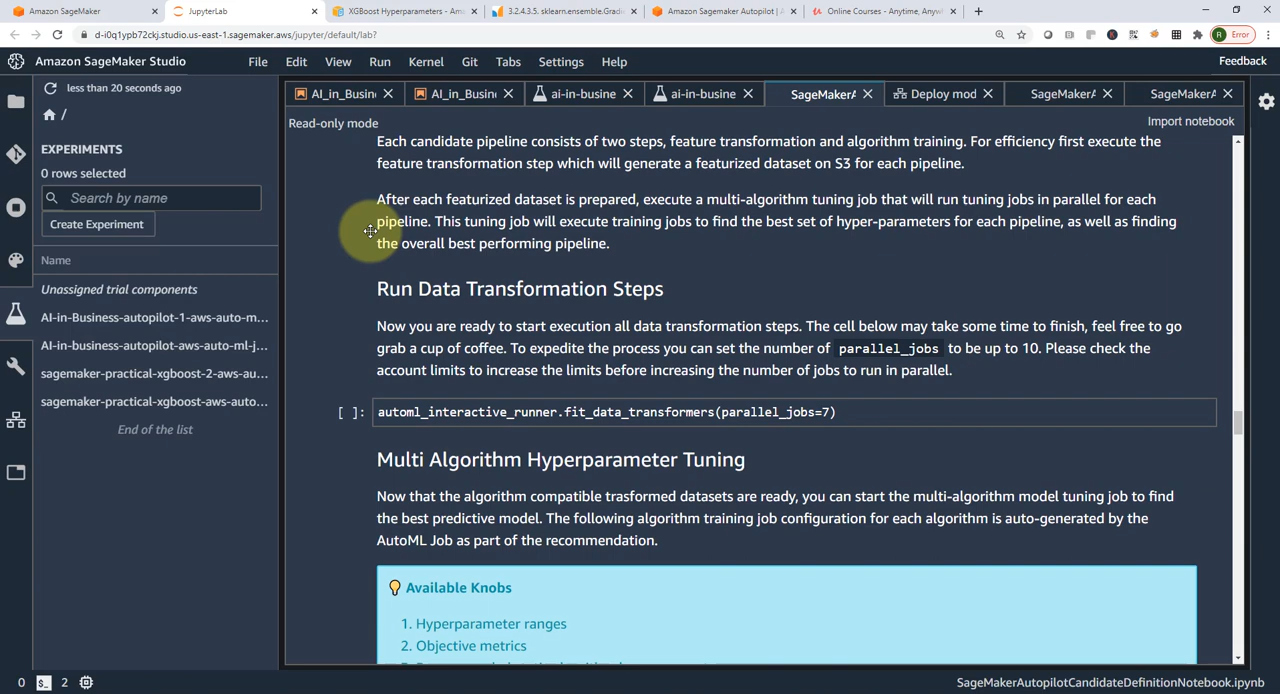 Amazon SageMaker
JupyterLab
XGBoost Hyperparameters - Ama
3.2.4.3.5. sklearn.ensemble.Gradie
Amazon Sagemaker Autopilot | A
Online Courses - Anytime, Anywh
d-i0q1ypb72ckj.studio.us-east-1.sagemaker.aws/jupyter/default/lab?
R
Error
Amazon SageMaker Studio
File
Edit
View
Run
Kernel
Git
Tabs
Settings
Help
Feedback
less than 20 seconds ago
/
EXPERIMENTS
0 rows selected
Search by name
Create Experiment
Name
Unassigned trial components
AI-in-Business-autopilot-1-aws-auto-m...
AI-in-business-autopilot-aws-auto-ml-j...
sagemaker-practical-xgboost-2-aws-au...
sagemaker-practical-xgboost-aws-auto...
End of the list
AI_in_Busin
AI_in_Busin
ai-in-busine
ai-in-busine
SageMakerA
Deploy mod
SageMakerA
SageMakerA
Read-only mode
Import notebook
Each candidate pipeline consists of two steps, feature transformation and algorithm training. For efficiency first execute the
feature transformation step which will generate a featurized dataset on S3 for each pipeline.
After each featurized dataset is prepared, execute a multi-algorithm tuning job that will run tuning jobs in parallel for each
pipeline. This tuning job will execute training jobs to find the best set of hyper-parameters for each pipeline, as well as finding
the overall best performing pipeline.
Run Data Transformation Steps
Now you are ready to start execution all data transformation steps. The cell below may take some time to finish, feel free to go
grab a cup of coffee. To expedite the process you can set the number of parallel_jobs to be up to 10. Please check the
account limits to increase the limits before increasing the number of jobs to run in parallel.
[ ]: automl_interactive_runner.fit_data_transformers(parallel_jobs=7)
Multi Algorithm Hyperparameter Tuning
Now that the algorithm compatible trasformed datasets are ready, you can start the multi-algorithm model tuning job to find
the best predictive model. The following algorithm training job configuration for each algorithm is auto-generated by the
AutoML Job as part of the recommendation.
Available Knobs
1. Hyperparameter ranges
2. Objective metrics
0
2
SageMakerAutopilotCandidateDefinitionNotebook.ipynb